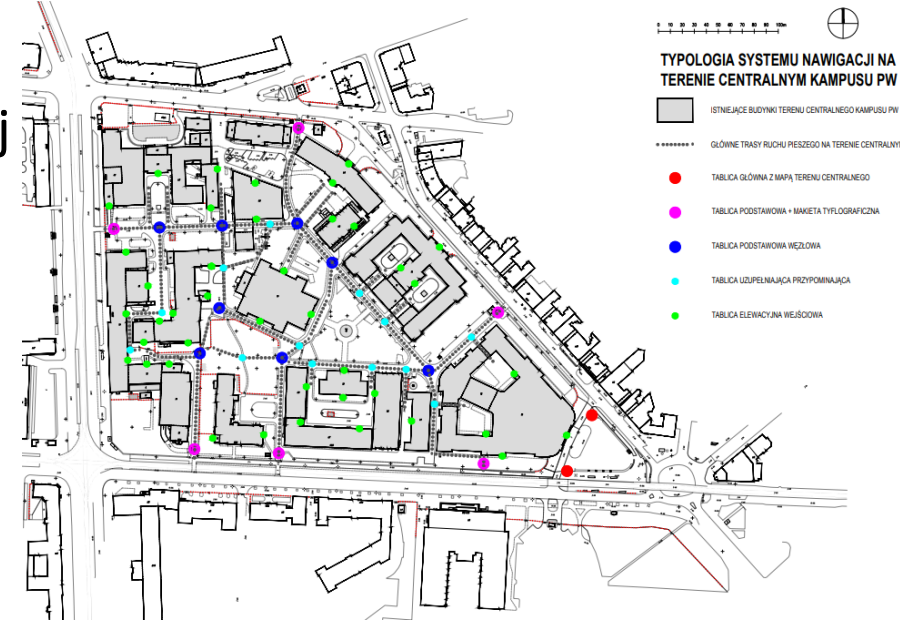 j
0 10 20 30 40 50 60 70 80 90 100m
TYPOLOGIA SYSTEMU NAWIGACJI NA
TERENIE CENTRALNYM KAMPUSU PW
ISTNIEJĄCE BUDYNKI TERENU CENTRALNEGO KAMPUSU PW
GŁÓWNE TRASY RUCHU PIESZEGO NA TERENIE CENTRALNY
TABLICA GŁÓWNA Z MAPĄ TERENU CENTRALNEGO
TABLICA PODSTAWOWA + MAKIETA TYFLOGRAFICZNA
TABLICA PODSTAWOWA WĘZŁOWA
TABLICA UZUPEŁNIAJĄCA PRZYPOMINAJĄCA
TABLICA ELEWACYJNA WEJŚCIOWA